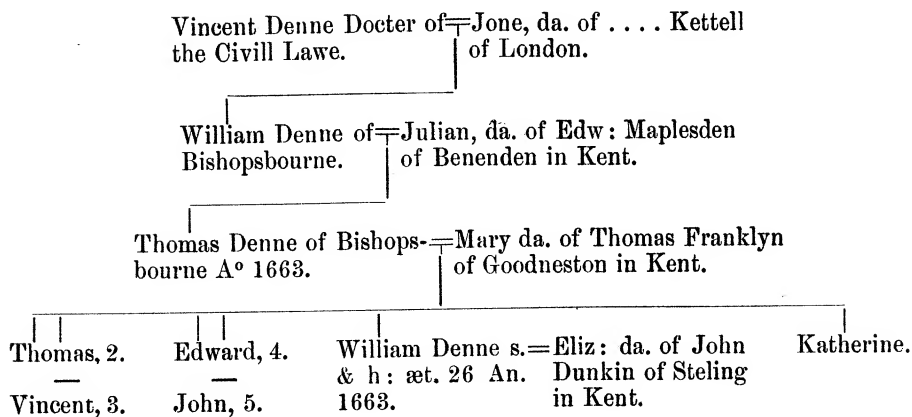 Vincent Denne Docter of Jone, da. of . . . . Kettell
the Civill Lawe. of London.
William Denne of Julian, da. of Edw: Maplesden
Bishopsbourne. of Benenden in Kent.
Thomas Denne of Bishops- Mary da. of Thomas Franklyn
bourne Aº 1663. of Goodneston in Kent.
Thomas, 2. Edward, 4. William Denne s. = Eliz: da. of John Katherine.
& h: æt. 26 An. Dunkin of Steling
Vincent, 3. John, 5. 1663. in Kent.